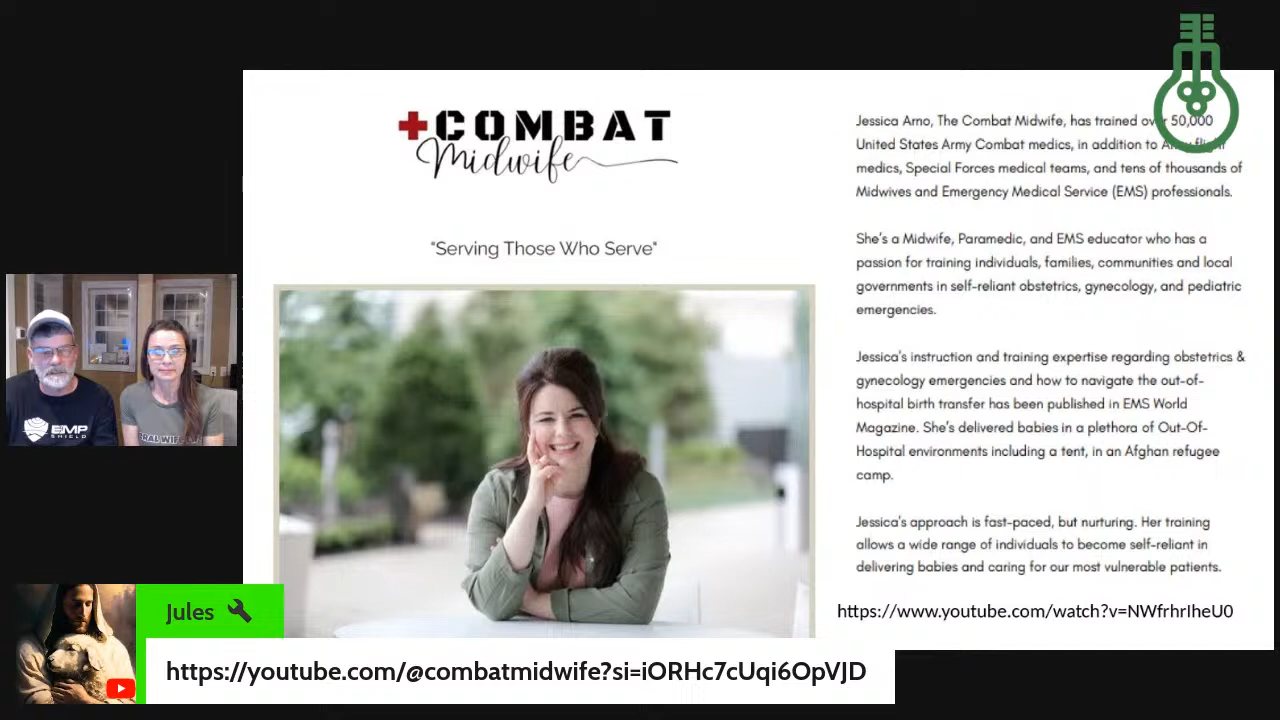 +COMBAT
Midwife
"Serving Those Who Serve"
Jessica Arno, The Combat Midwife, has trained over 50,000
United States Army Combat medics, in addition to Army flight
medics, Special Forces medical teams, and tens of thousands of
Midwives and Emergency Medical Service (EMS) professionals.
She's a Midwife, Paramedic, and EMS educator who has a
passion for training individuals, families, communities and local
governments in self-reliant obstetrics, gynecology, and pediatric
emergencies.
Jessica's instruction and training expertise regarding obstetrics &
gynecology emergencies and how to navigate the out-of-
hospital birth transfer has been published in EMS World
Magazine. She's delivered babies in a plethora of Out-Of-
Hospital environments including a tent, in an Afghan refugee
camp.
Jessica's approach is fast-paced, but nurturing. Her training
allows a wide range of individuals to become self-reliant in
delivering babies and caring for our most vulnerable patients.
https://www.youtube.com/watch?v=NWfrhrIheU0
EMP
SHIELD
Jules
https://youtube.com/@combatmidwife?si=iORHc7cUqi6OpVJD